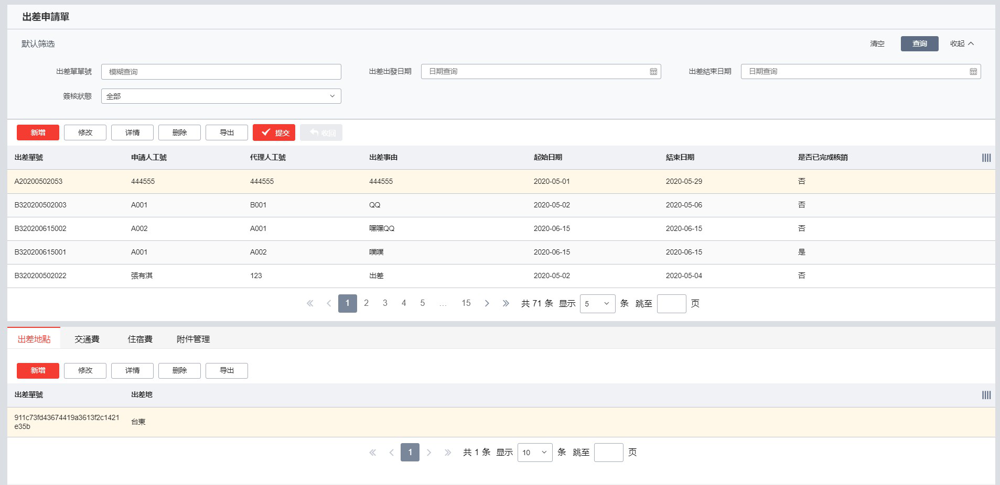 出差申請單
默认筛选 清空 查询 收起
出差單單號 模糊查询 出差出發日期 日期查询 出差結束日期 日期查询
簽核狀態 全部
新增 修改 详情 删除 导出 提交 收回
出差單號 申請人工號 代理人工號 出差事由 起始日期 結束日期 是否已完成核銷
A20200502053 444555 444555 444555 2020-05-01 2020-05-29 否
B320200502003 A001 B001 QQ 2020-05-02 2020-05-06 否
B320200615002 A002 A001 嘿嘿QQ 2020-06-15 2020-06-15 否
B320200615001 A001 A002 噗噗 2020-06-15 2020-06-15 是
B320200502022 張有淇 123 出差 2020-05-02 2020-05-04 否
1 2 3 4 5 ... 15 共 71 条 显示 5 条 跳至 页
出差地點 交通費 住宿費 附件管理
新增 修改 详情 删除 导出
出差單號 出差地
911c73fd43674419a3613f2c1421
e35b 台東
1 共 1 条 显示 10 条 跳至 页